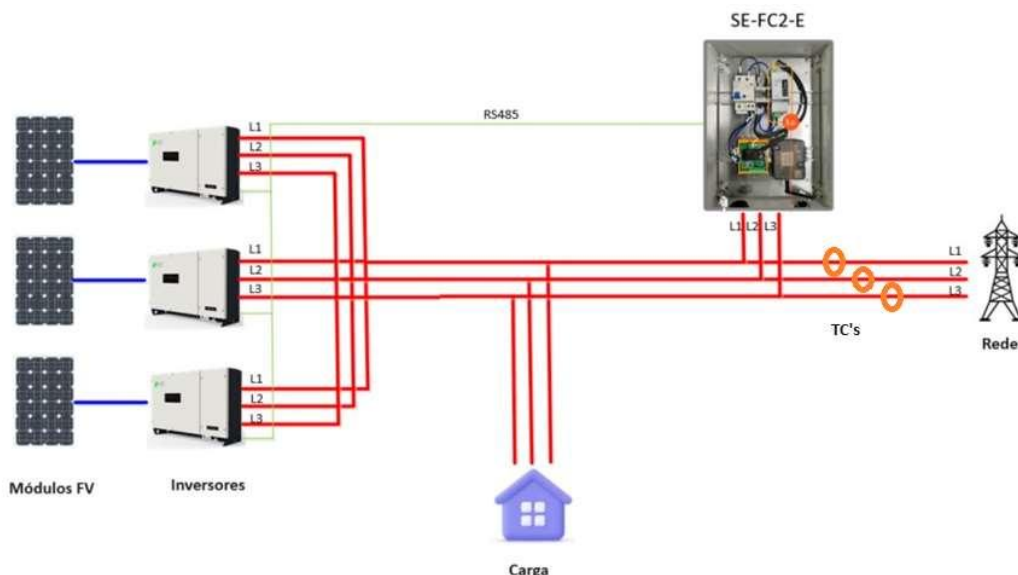 SE-FC2-E
RS485
L1
L2
L3
L1 L2 L3
L1
L2
L3
L1
L2
L3
TC's
Rede
L1
L2
L3
Módulos FV
Inversores
Carga